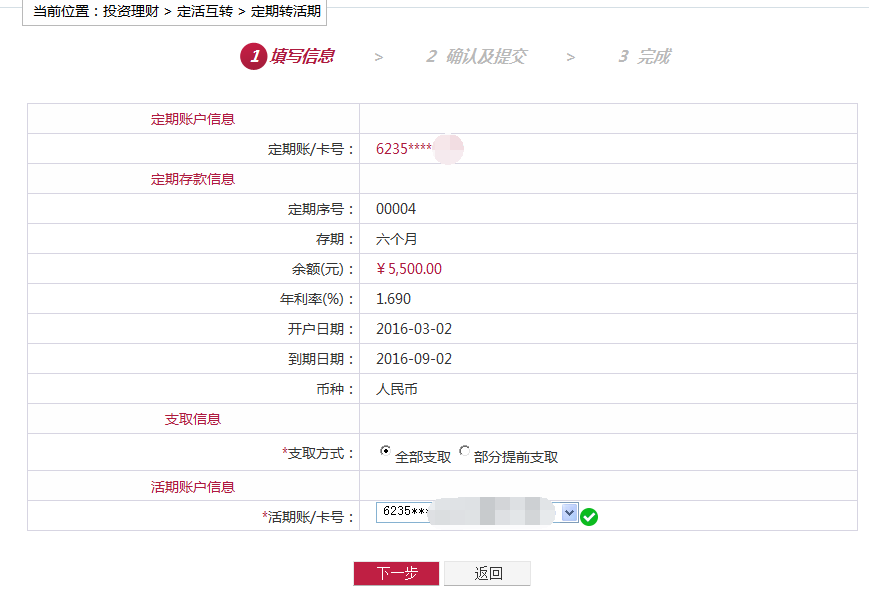 当前位置：投资理财 > 定活互转 > 定期转活期
1 填写信息 > 2 确认及提交 > 3 完成
定期账户信息
定期账/卡号： 6235****
定期存款信息
定期序号： 00004
存期： 六个月
余额(元)： ¥5,500.00
年利率(%)： 1.690
开户日期： 2016-03-02
到期日期： 2016-09-02
币种： 人民币
支取信息
*支取方式： 全部支取 部分提前支取
活期账户信息
*活期账/卡号： 6235***
下一步 返回